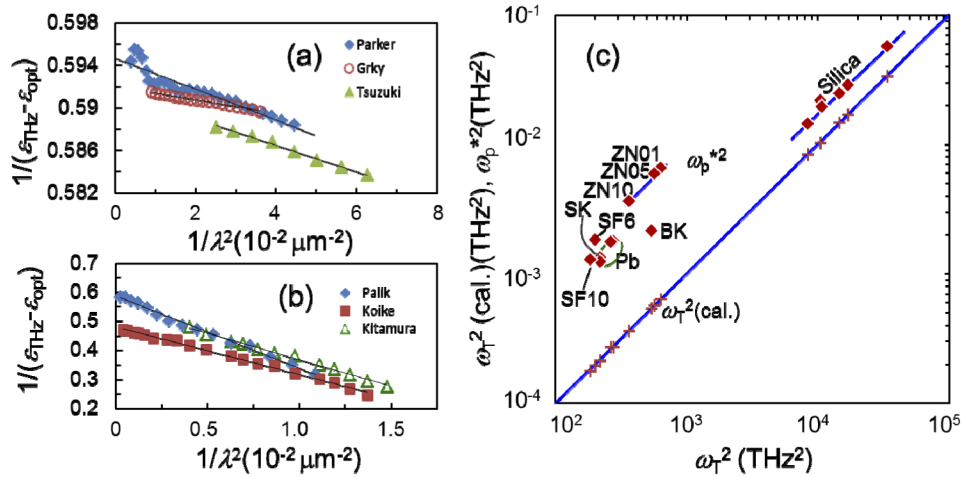 0.598
0.594
0.59
0.586
0.582
1/(εTHz-εopt)
(a)
Parker
Grky
Tsuzuki
0 2 4 6 8
1/λ²(10⁻² μm⁻²)
0.7
0.6
0.5
0.4
0.3
0.2
1/(εTHz-εopt)
(b)
Palik
Koike
Kitamura
0 0.5 1.0 1.5
1/λ²(10⁻² μm⁻²)
10⁻¹
10⁻²
10⁻³
10⁻⁴
ωT² (cal.)(THz²), ωp*²(THz²)
(c)
Silica
ZN01
ZN05
ZN10
ωp*²
SK
SF6
BK
Pb
SF10
ωT²(cal.)
10² 10³ 10⁴ 10⁵
ωT² (THz²)